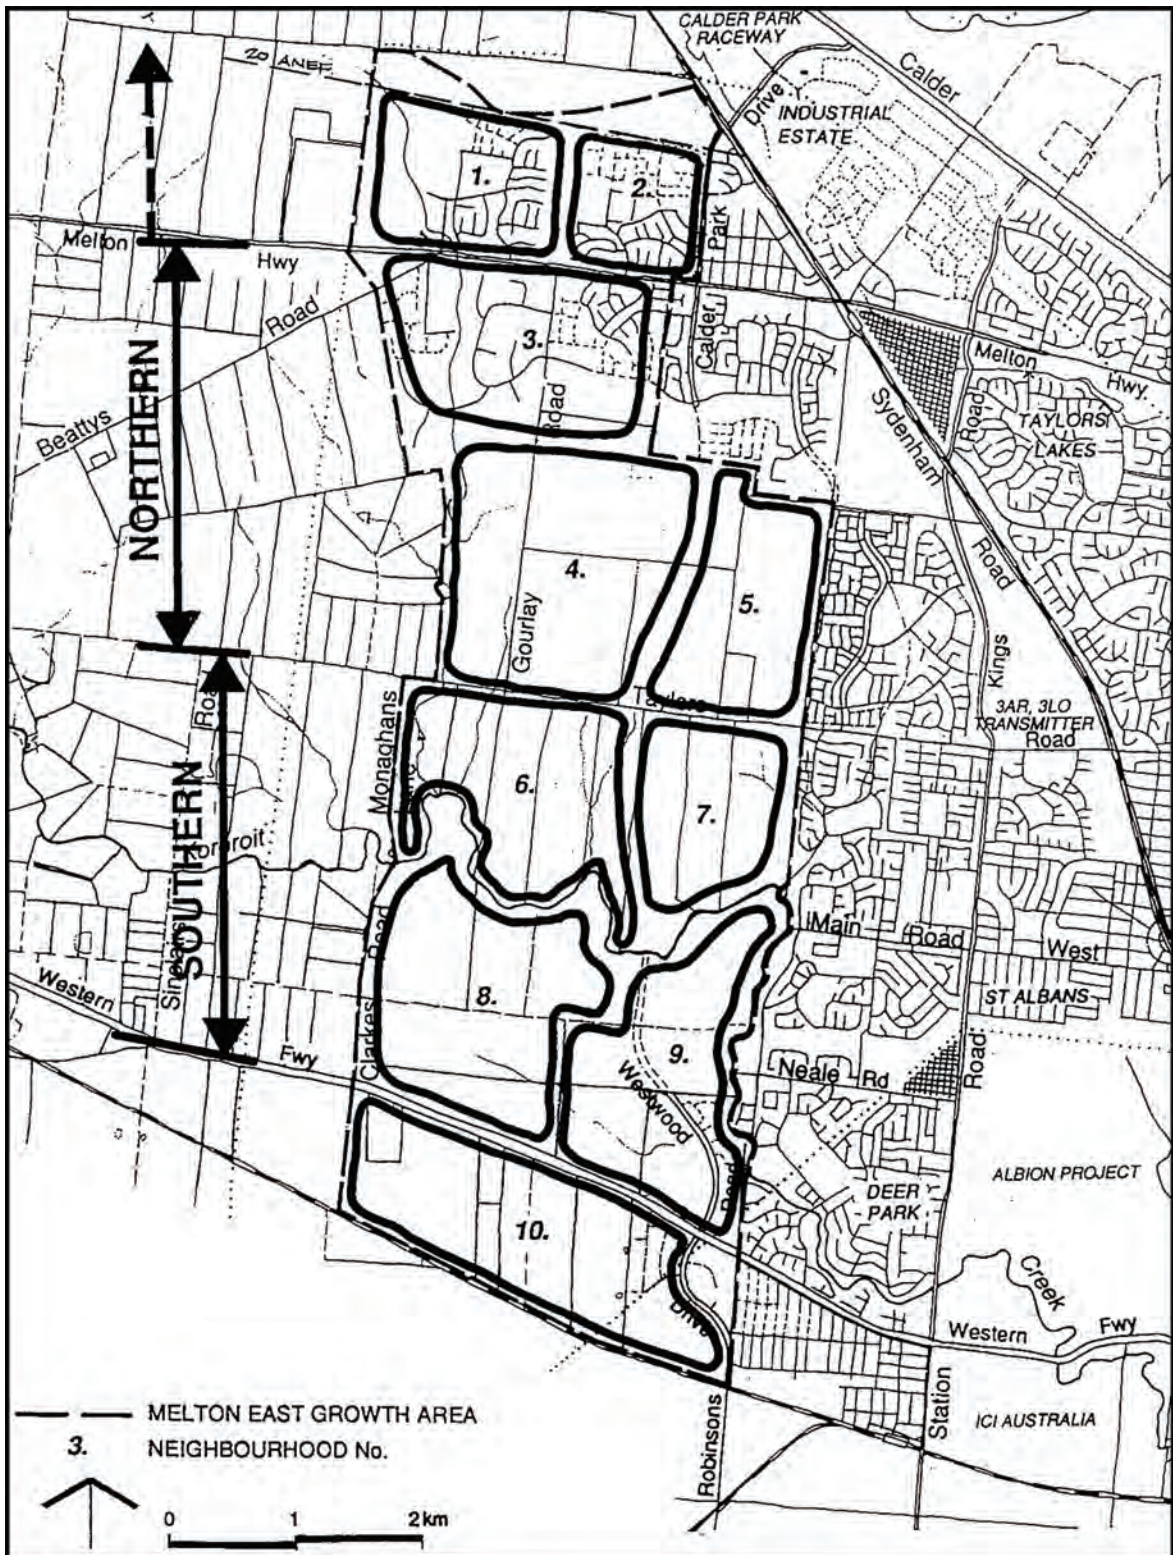 CALDER PARK
RACEWAY
Calder
Drive
INDUSTRIAL
ESTATE
1.
2.
Park
Melton
Hwy
Road
3.
Calder
Melton
Hwy.
NORTHERN
Beattys
Road
Sydenham
Road
TAYLORS
LAKES
Road
4.
5.
Gourlay
Kings
Taylors
3AR, 3LO
TRANSMITTER
Road
Monaghans
6.
7.
SOUTHERN
Main
Road
West
Road
8.
Western
ST ALBANS
Clarkes
Fwy
9.
Neale Rd
Road
Westwood
ALBION PROJECT
DEER
PARK
Road
10.
Drive
Creek
Western
Fwy
Station
ICI AUSTRALIA
Robinsons
MELTON EAST GROWTH AREA
3.
NEIGHBOURHOOD No.
0 1 2 km